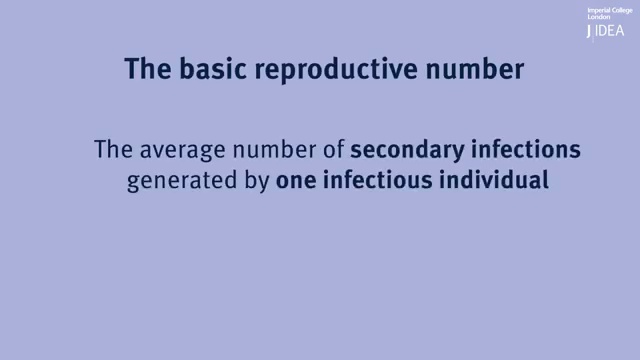 Imperial College
London
J IDEA
The basic reproductive number
The average number of secondary infections
generated by one infectious individual